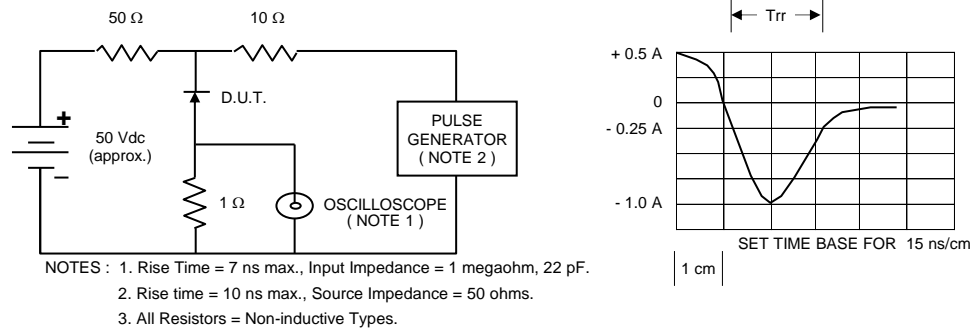 50 Ω
10 Ω
D.U.T.
+
50 Vdc
(approx.)
−
1 Ω
OSCILLOSCOPE
( NOTE 1 )
PULSE
GENERATOR
( NOTE 2 )
NOTES : 1. Rise Time = 7 ns max., Input Impedance = 1 megaohm, 22 pF.
2. Rise time = 10 ns max., Source Impedance = 50 ohms.
3. All Resistors = Non-inductive Types.
Trr
+ 0.5 A
0
- 0.25 A
- 1.0 A
SET TIME BASE FOR 15 ns/cm
1 cm